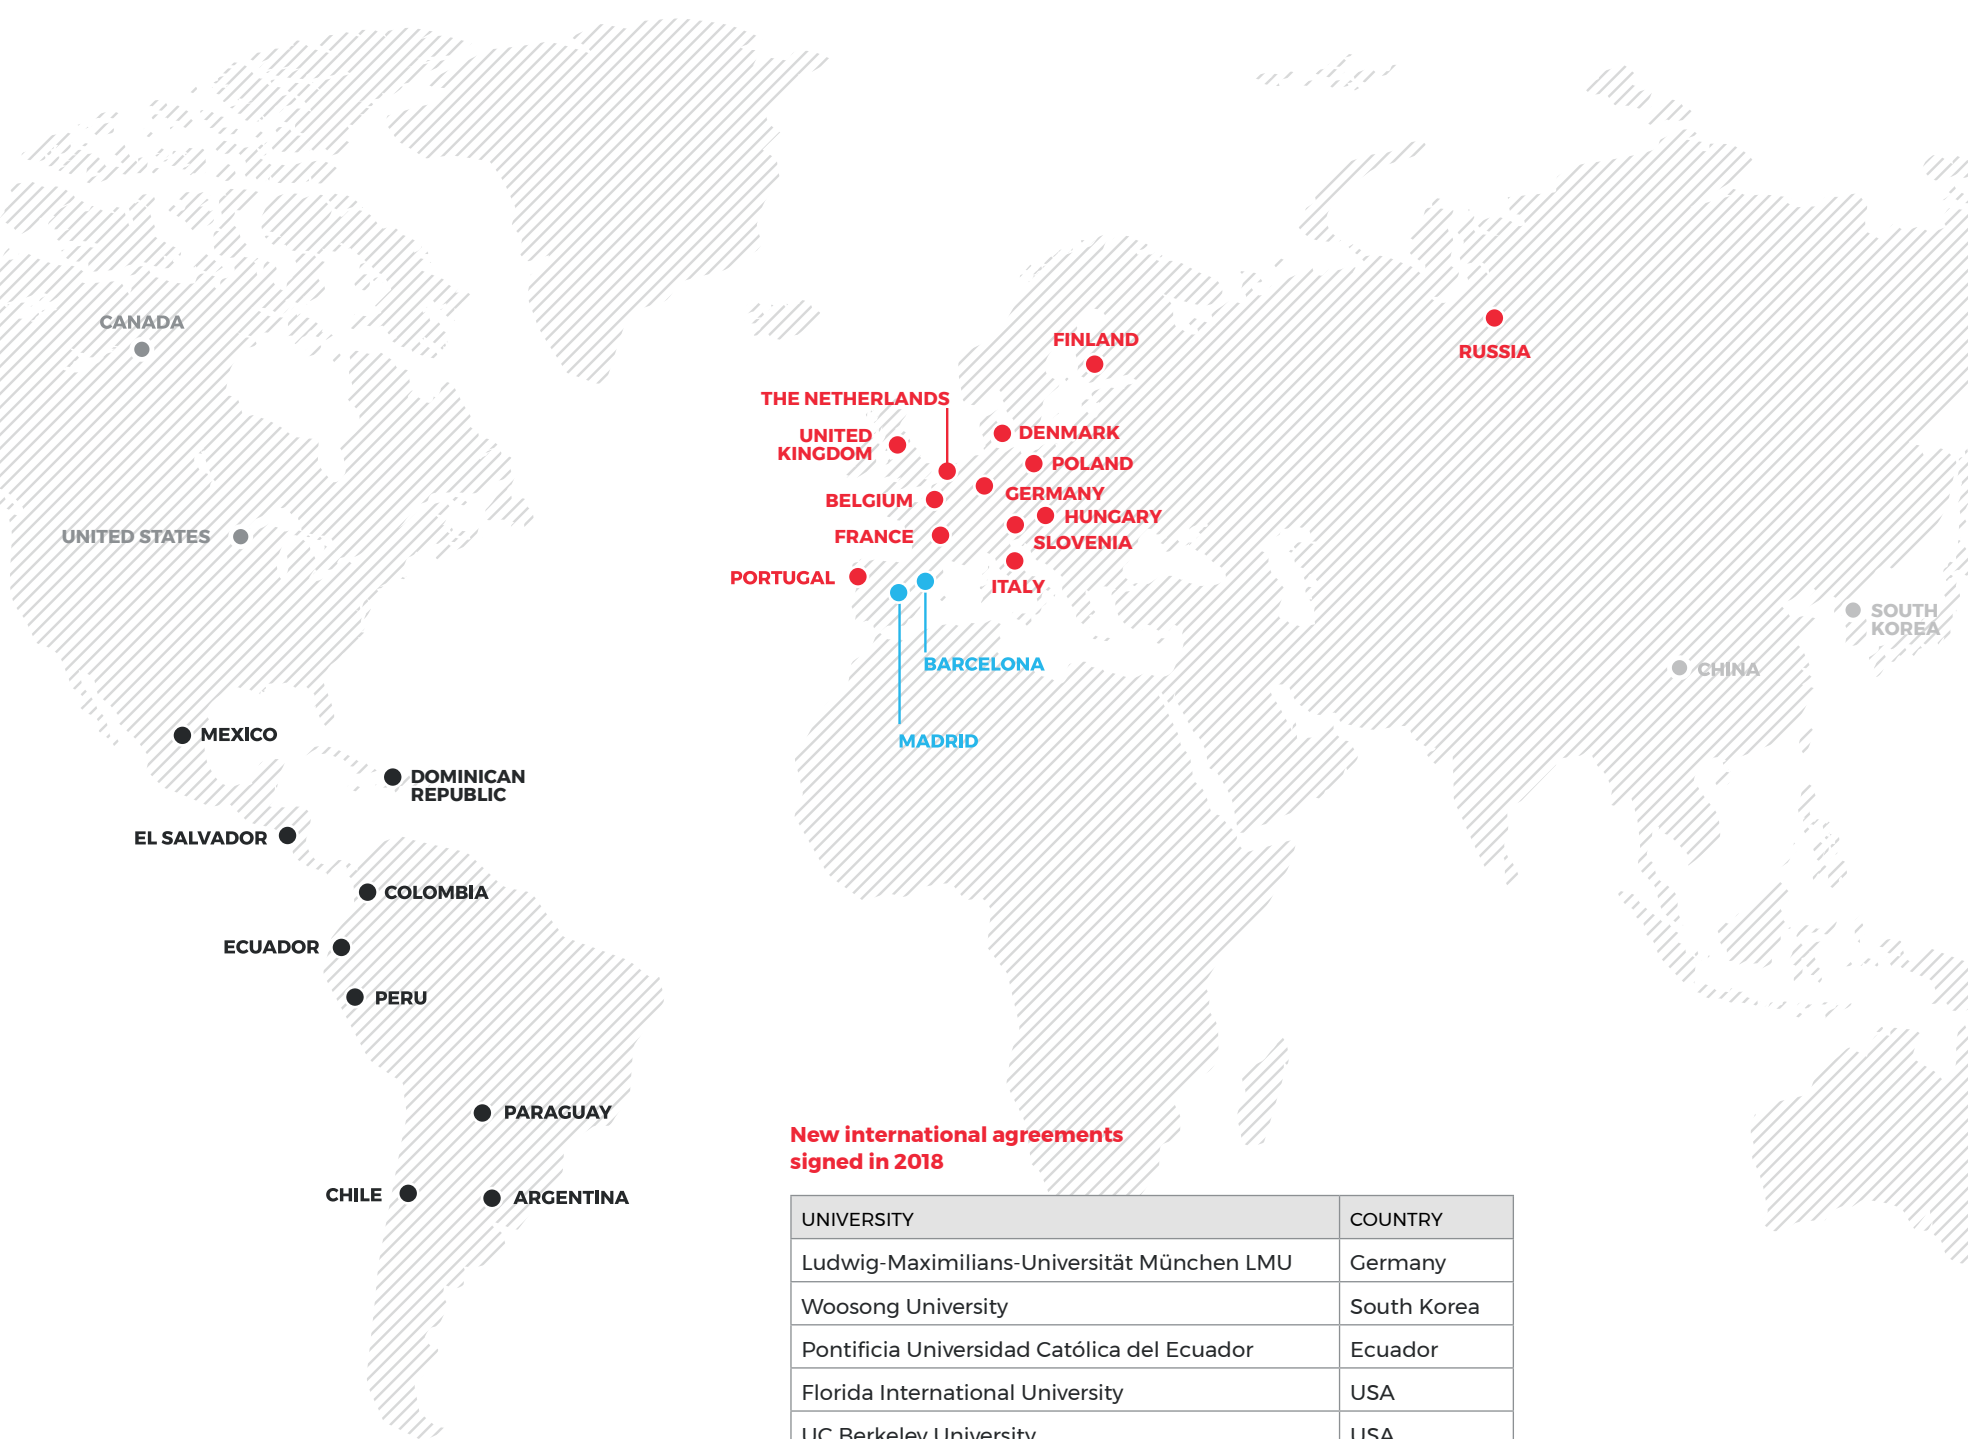 CANADA
FINLAND
RUSSIA
THE NETHERLANDS
UNITED
KINGDOM
DENMARK
POLAND
BELGIUM
GERMANY
HUNGARY
UNITED STATES
FRANCE
SLOVENIA
PORTUGAL
ITALY
SOUTH
KOREA
BARCELONA
CHINA
MEXICO
MADRID
DOMINICAN
REPUBLIC
EL SALVADOR
COLOMBIA
ECUADOR
PERU
PARAGUAY
CHILE
ARGENTINA
New international agreements
signed in 2018
UNIVERSITY COUNTRY
Ludwig-Maximilians-Universität München LMU Germany
Woosong University South Korea
Pontificia Universidad Católica del Ecuador Ecuador
Florida International University USA
UC Berkeley University USA